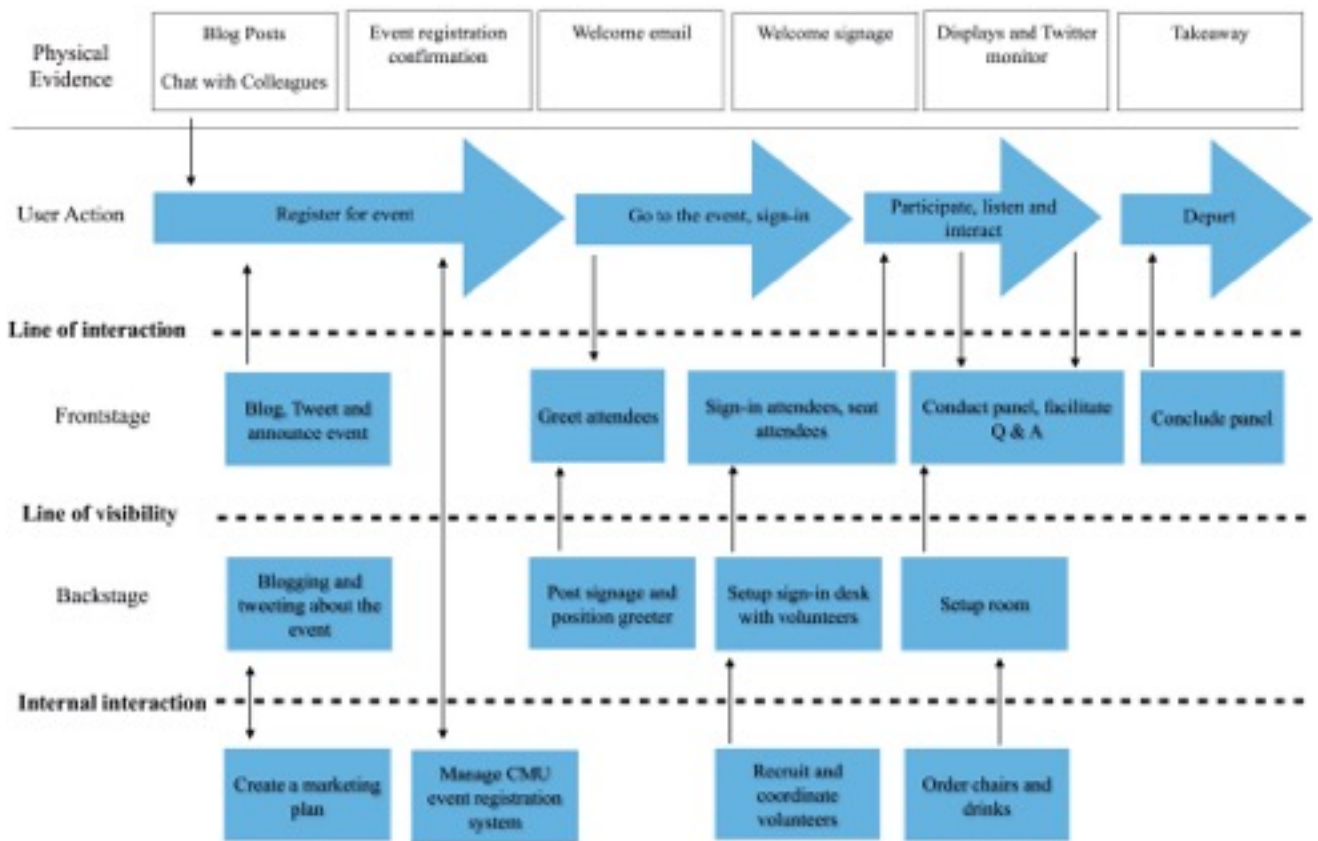 Physical
Evidence
Blog Posts
Chat with Colleagues
Event registration
confirmation
Welcome email
Welcome signage
Displays and Twitter
monitor
Takeaway
User Action
Register for event
Go to the event, sign-in
Participate, listen and
interact
Depart
Line of interaction
Frontstage
Blog, Tweet and
announce event
Greet attendees
Sign-in attendees, seat
attendees
Conduct panel, facilitate
Q & A
Conclude panel
Line of visibility
Backstage
Blogging and
tweeting about the
event
Post signage and
position greeter
Setup sign-in desk
with volunteers
Setup room
Internal interaction
Create a marketing
plan
Manage CMU
event registration
system
Recruit and
coordinate
volunteers
Order chairs and
drinks